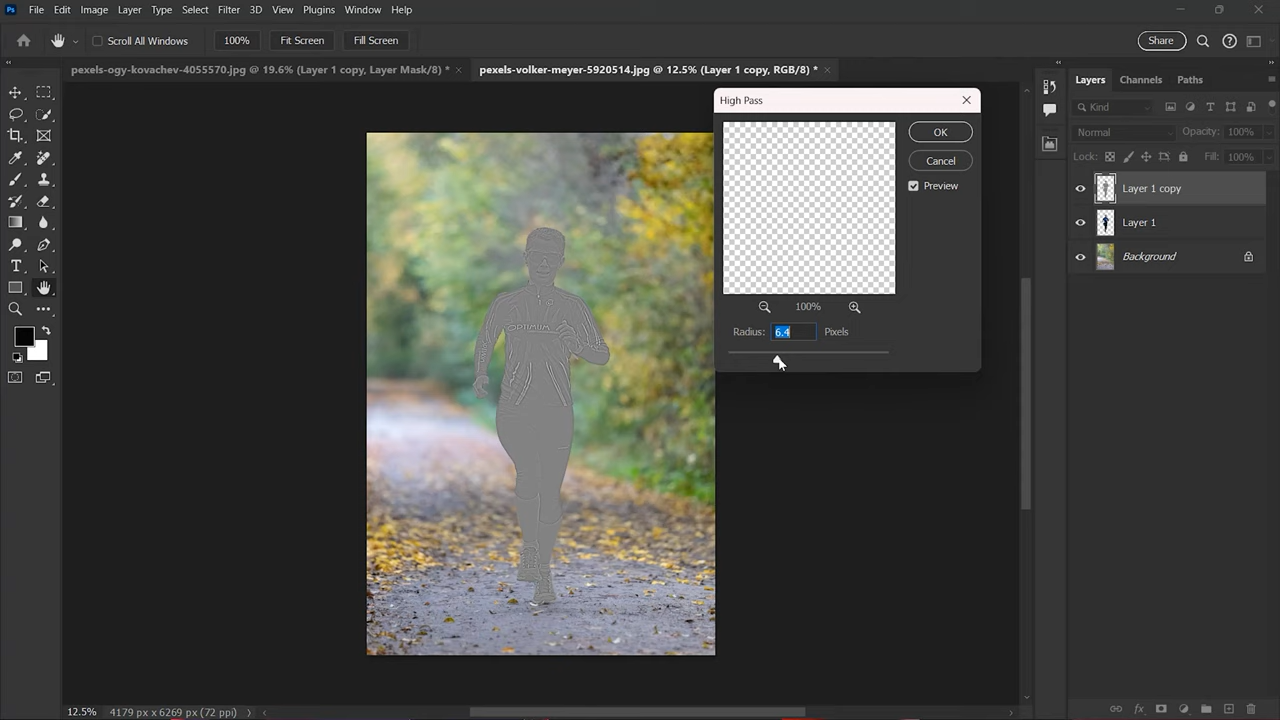 Ps File Edit Image Layer Type Select Filter 3D View Plugins Window Help
Scroll All Windows 100% Fit Screen Fill Screen Share
pexels-ogy-kovachev-4055570.jpg @ 19.6% (Layer 1 copy, Layer Mask/8) * × pexels-volker-meyer-5920514.jpg @ 12.5% (Layer 1 copy, RGB/8) * ×
Layers Channels Paths
High Pass
Kind
OK
Normal Opacity: 100%
Cancel
Lock: Fill: 100%
Preview
Layer 1 copy
Layer 1
Background
100%
Radius: 6.4 Pixels
OPTIMUM
12.5% 4179 px x 6269 px (72 ppi)